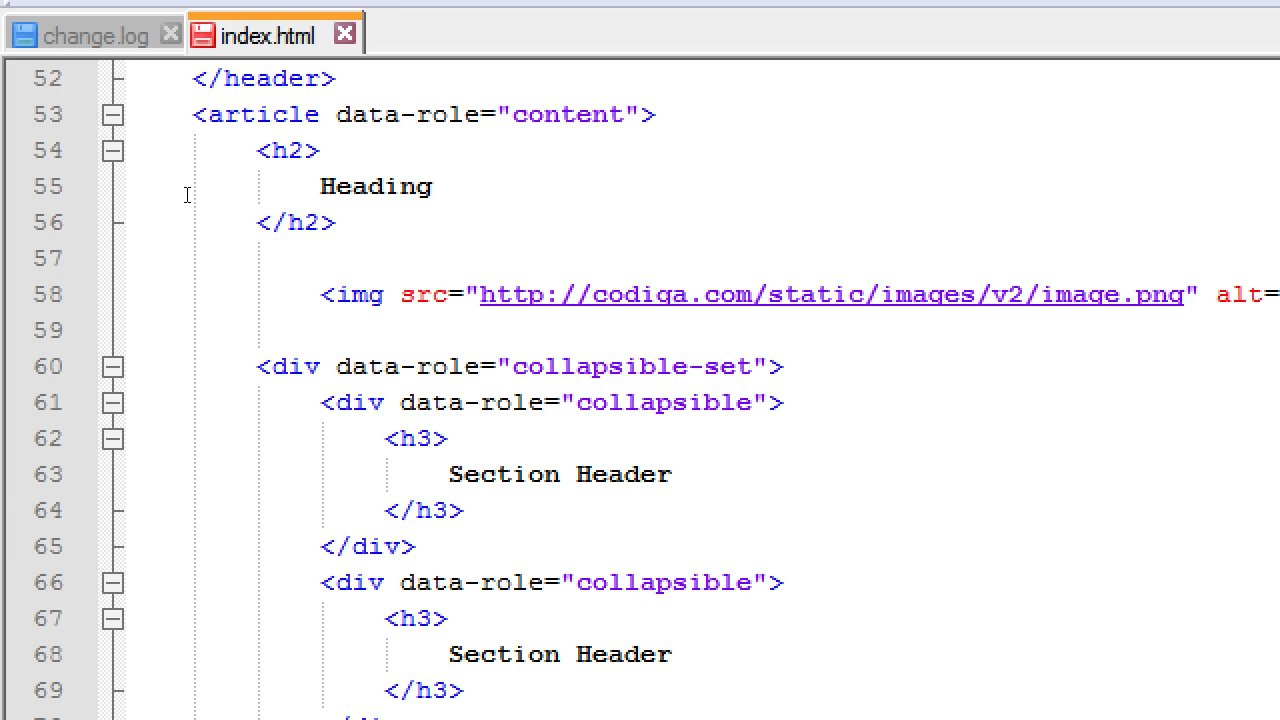 change.log index.html
52 </header>
53 <article data-role="content">
54 <h2>
55 Heading
56 </h2>
57
58 <img src="http://codiqa.com/static/images/v2/image.png" alt=
59
60 <div data-role="collapsible-set">
61 <div data-role="collapsible">
62 <h3>
63 Section Header
64 </h3>
65 </div>
66 <div data-role="collapsible">
67 <h3>
68 Section Header
69 </h3>